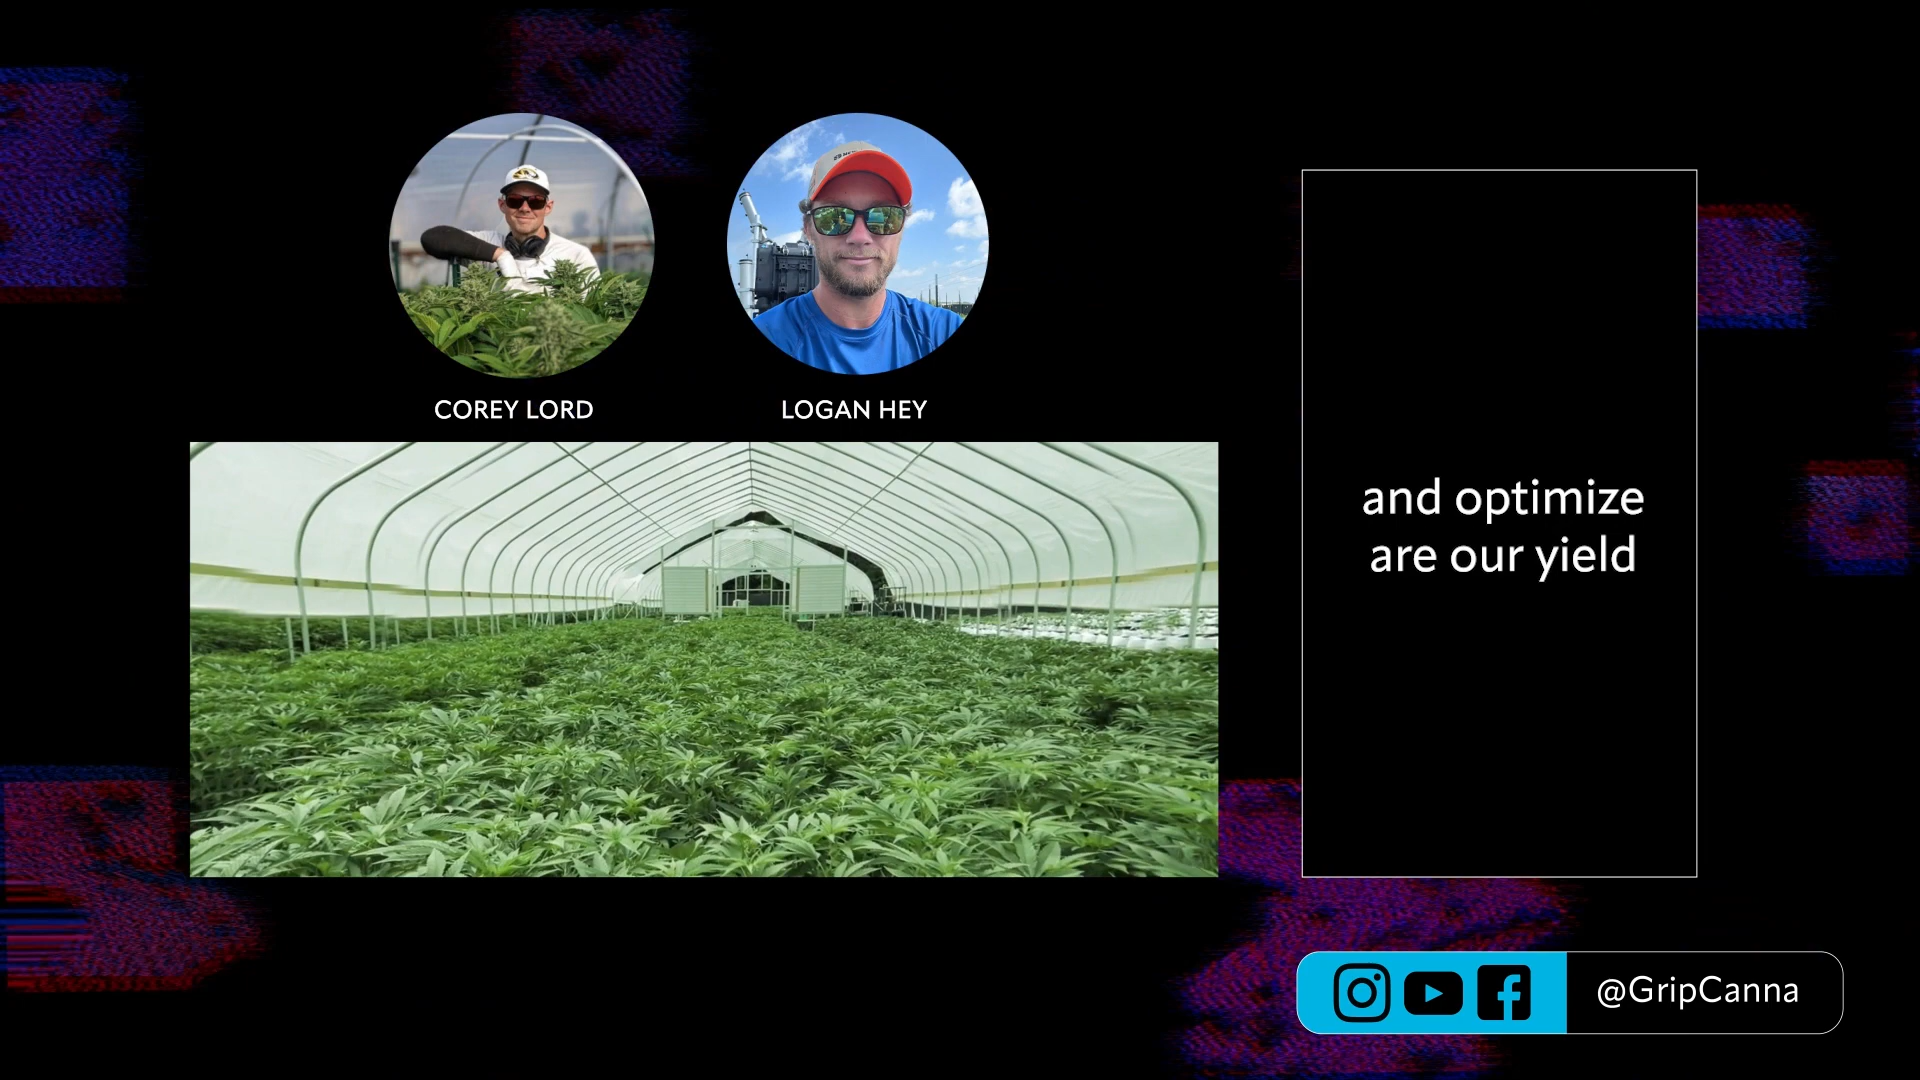 COREY LORD
LOGAN HEY
and optimize
are our yield
@GripCanna